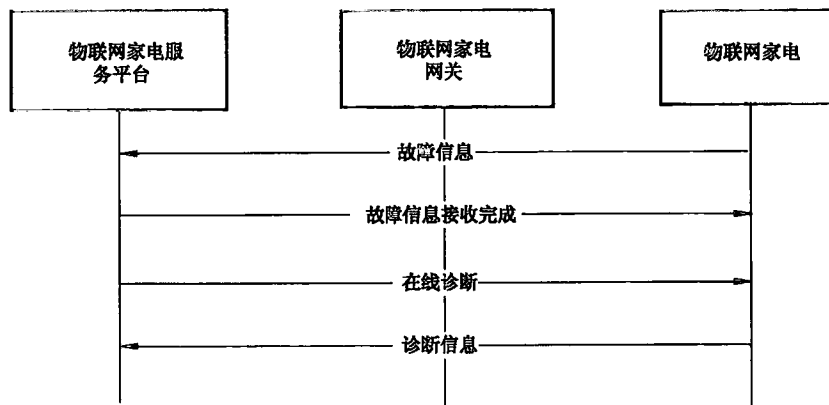 物联网家电服
务平台
物联网家电
网关
物联网家电
故障信息
故障信息接收完成
在线诊断
诊断信息